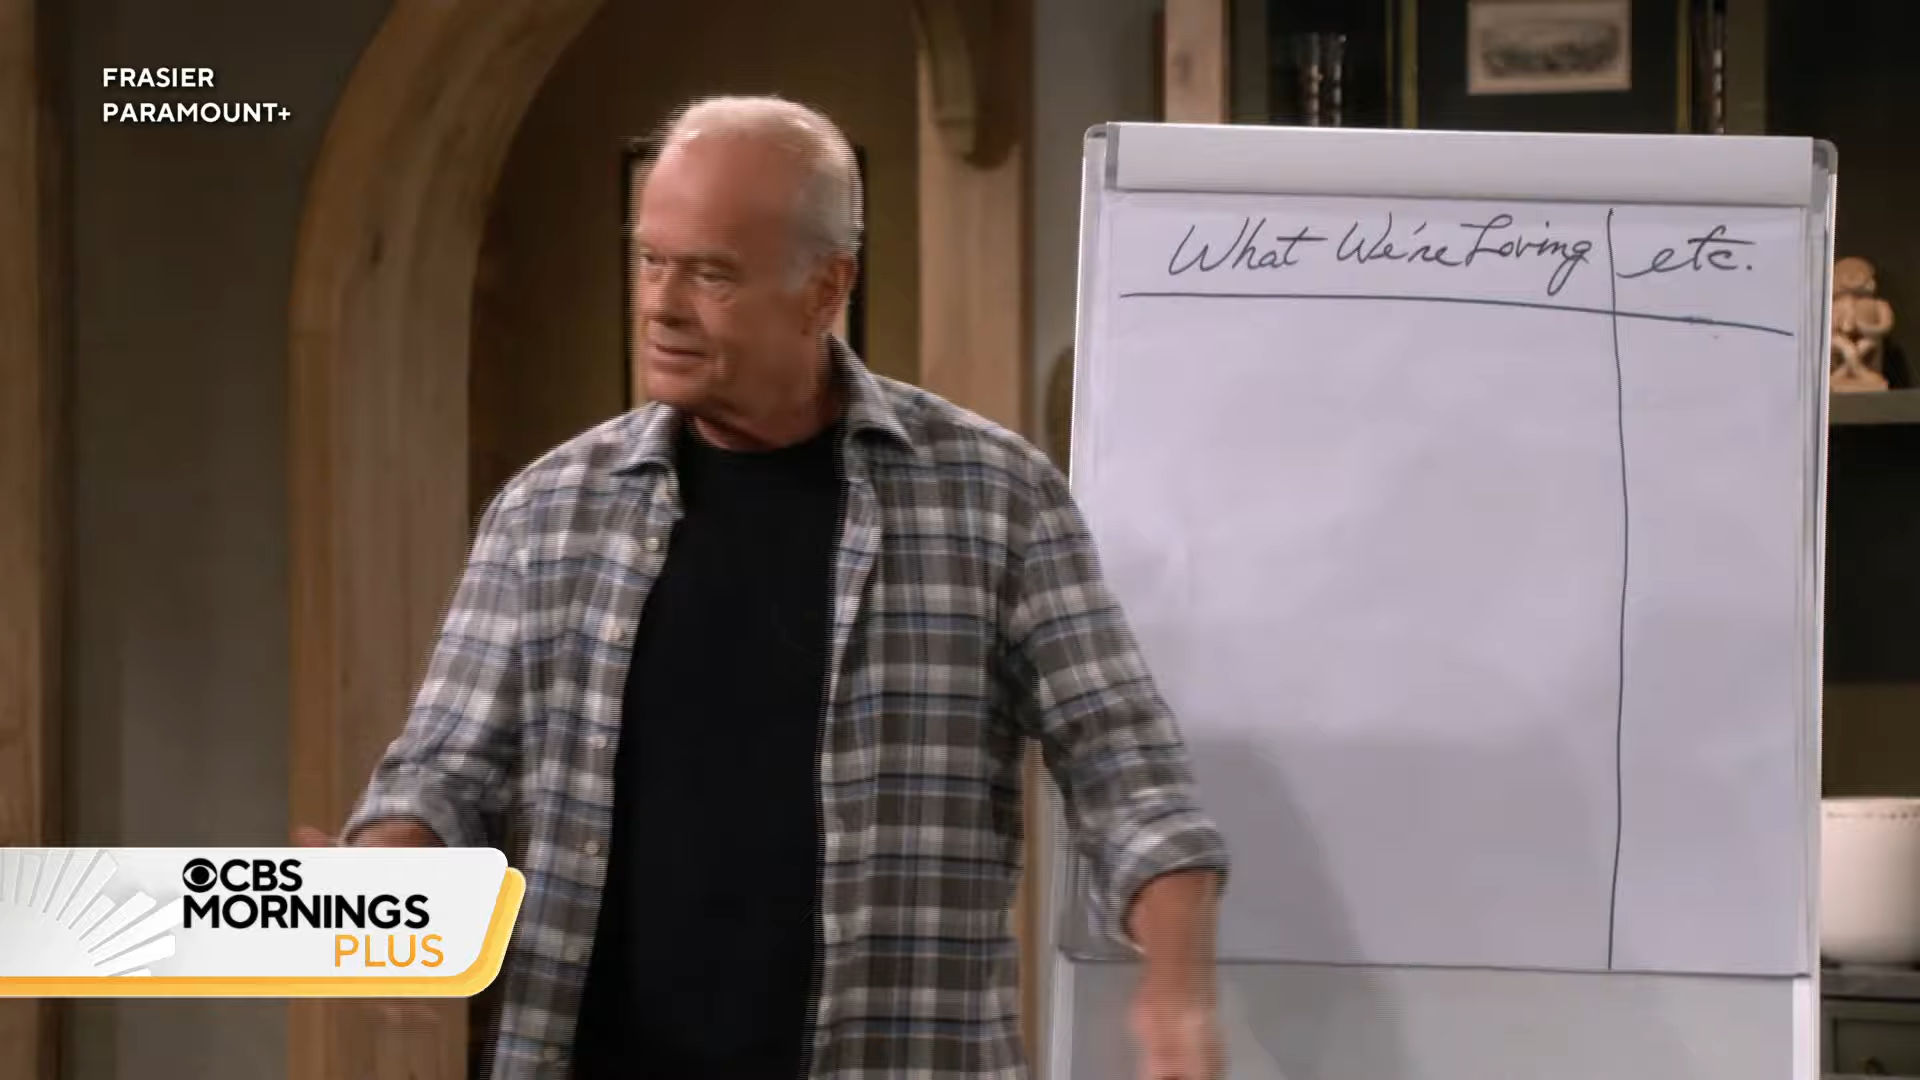 FRASIER
PARAMOUNT+
What We're Loving etc.
CBS
MORNINGS
PLUS